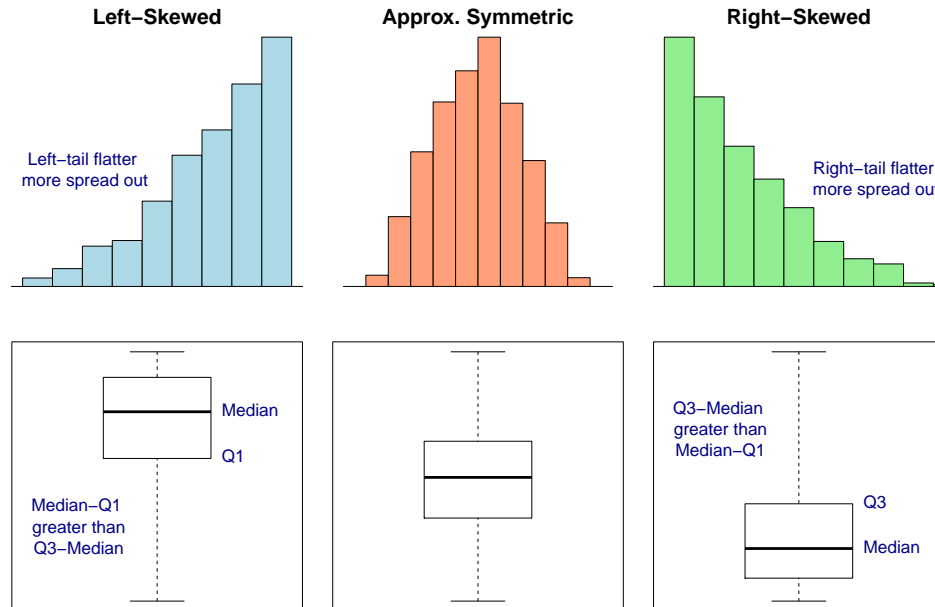 Left−Skewed
Approx. Symmetric
Right−Skewed
Left−tail flatter
more spread out
Right−tail flatter
more spread out
Median
Q1
Median−Q1
greater than
Q3−Median
Q3−Median
greater than
Median−Q1
Q3
Median